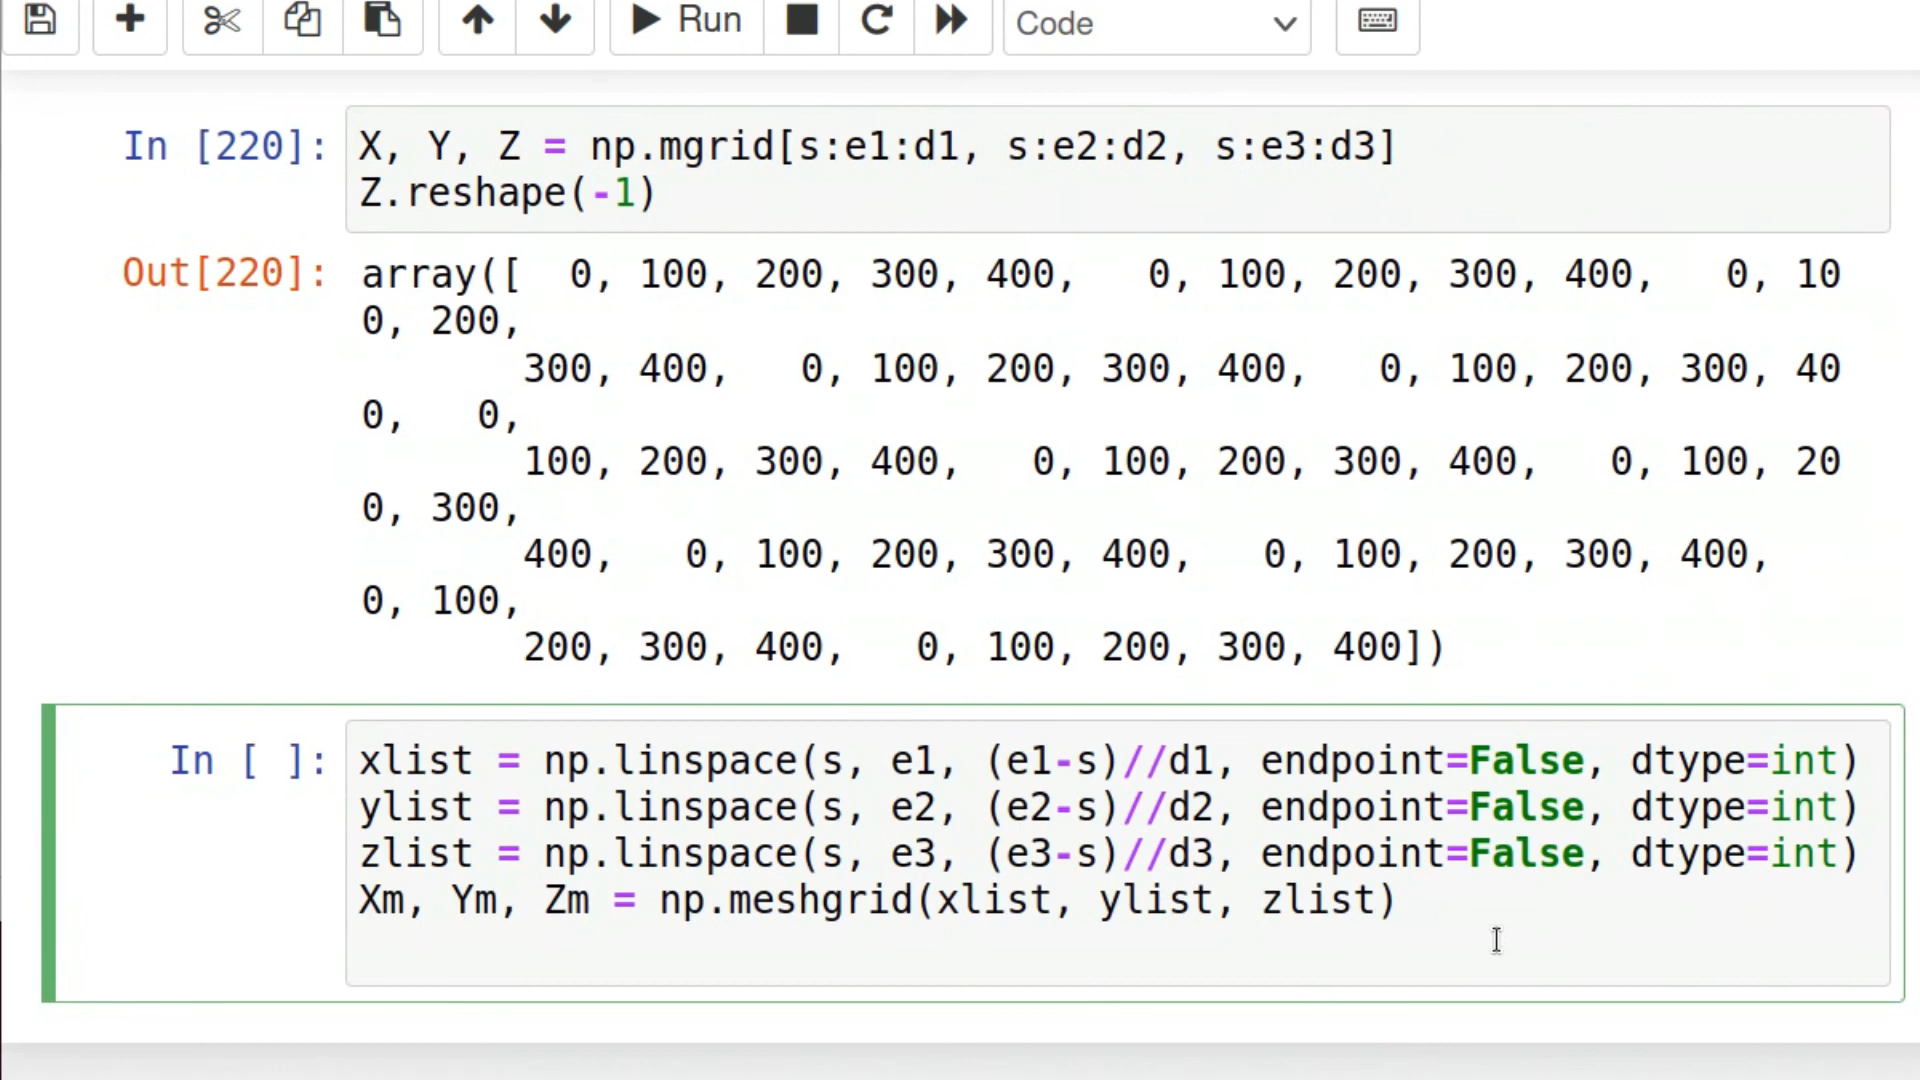 Run
Code
In [220]:
X, Y, Z = np.mgrid[s:e1:d1, s:e2:d2, s:e3:d3]
Z.reshape(-1)
Out[220]:
array([  0, 100, 200, 300, 400,   0, 100, 200, 300, 400,   0, 10
0, 200,
       300, 400,   0, 100, 200, 300, 400,   0, 100, 200, 300, 40
0,   0,
       100, 200, 300, 400,   0, 100, 200, 300, 400,   0, 100, 20
0, 300,
       400,   0, 100, 200, 300, 400,   0, 100, 200, 300, 400,
0, 100,
       200, 300, 400,   0, 100, 200, 300, 400])
In [ ]:
xlist = np.linspace(s, e1, (e1-s)//d1, endpoint=False, dtype=int)
ylist = np.linspace(s, e2, (e2-s)//d2, endpoint=False, dtype=int)
zlist = np.linspace(s, e3, (e3-s)//d3, endpoint=False, dtype=int)
Xm, Ym, Zm = np.meshgrid(xlist, ylist, zlist)